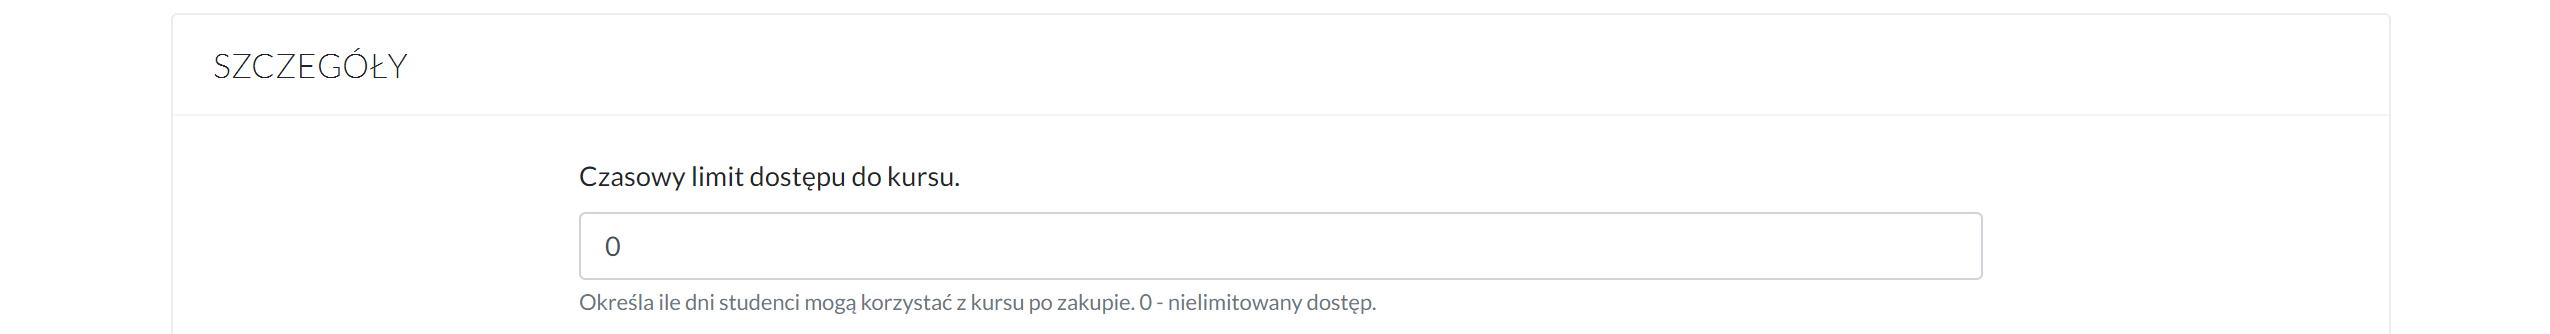 SZCZEGÓŁY
Czasowy limit dostępu do kursu.
0
Określa ile dni studenci mogą korzystać z kursu po zakupie. 0 - nielimitowany dostęp.